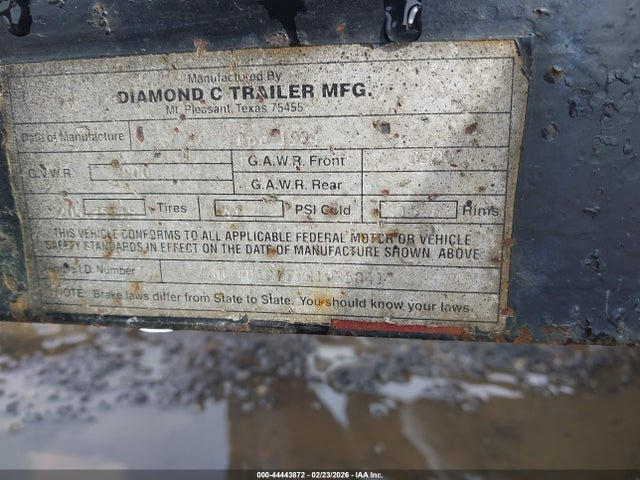 Manufactured By
DIAMOND C TRAILER MFG.
Mt. Pleasant, Texas 75455
Date of Manufacture
G.V.W.R. G.A.W.R. Front
G.A.W.R. Rear
Tires PSI Cold Rims
THIS VEHICLE CONFORMS TO ALL APPLICABLE FEDERAL MOTOR OR VEHICLE
SAFETY STANDARDS IN EFFECT ON THE DATE OF MANUFACTURE SHOWN ABOVE
I.D. Number
NOTE: Brake laws differ from State to State. You should know your laws.
000-44443872 - 02/23/2026 - IAA Inc.